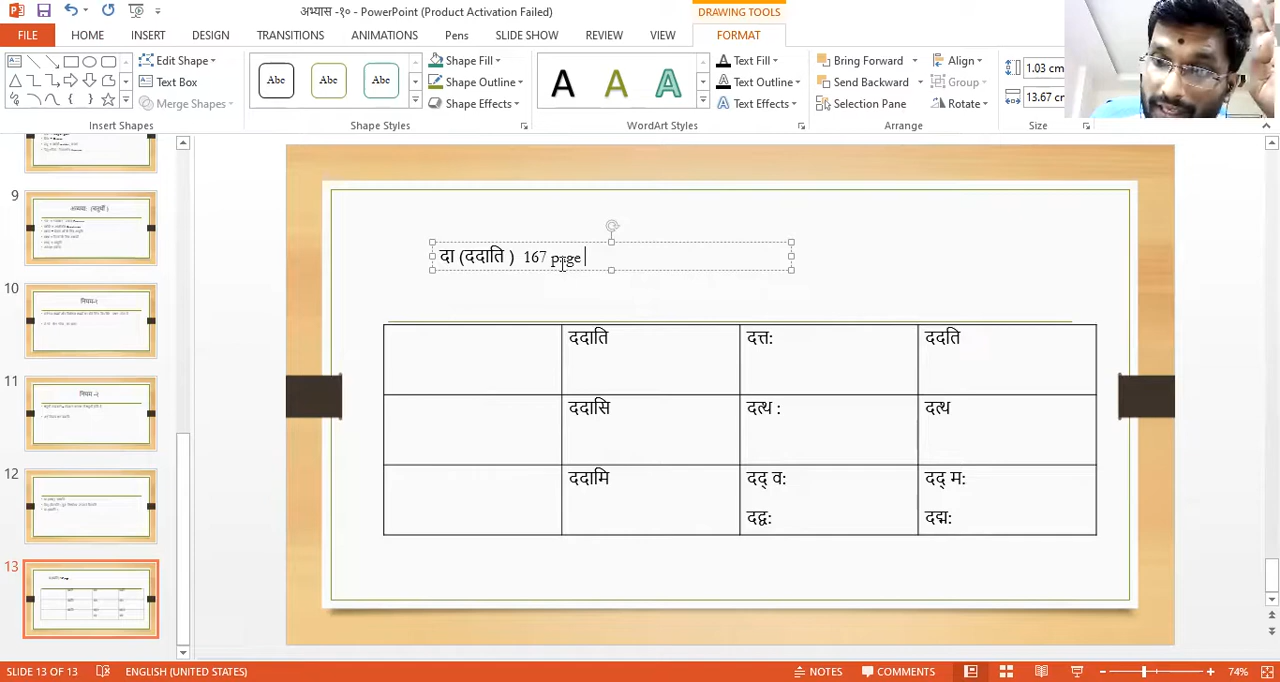 अभ्यास -१० - PowerPoint (Product Activation Failed)
DRAWING TOOLS
FILE HOME INSERT DESIGN TRANSITIONS ANIMATIONS Pens SLIDE SHOW REVIEW VIEW FORMAT
Edit Shape
Text Box
Merge Shapes
Insert Shapes
Abc Abc Abc
Shape Fill
Shape Outline
Shape Effects
Shape Styles
A A A
Text Fill
Text Outline
Text Effects
WordArt Styles
Bring Forward
Send Backward
Selection Pane
Align
Group
Rotate
Arrange
1.03 cm
13.67 cm
Size
9
10
नियम-१
11
नियम -२
12
13
दा (ददाति ) 167 page
ददाति दत्त: ददति
ददासि दत्थ : दत्थ
ददामि दद् व: दद् म:
दद्व: दद्म:
SLIDE 13 OF 13 ENGLISH (UNITED STATES) NOTES COMMENTS 74%